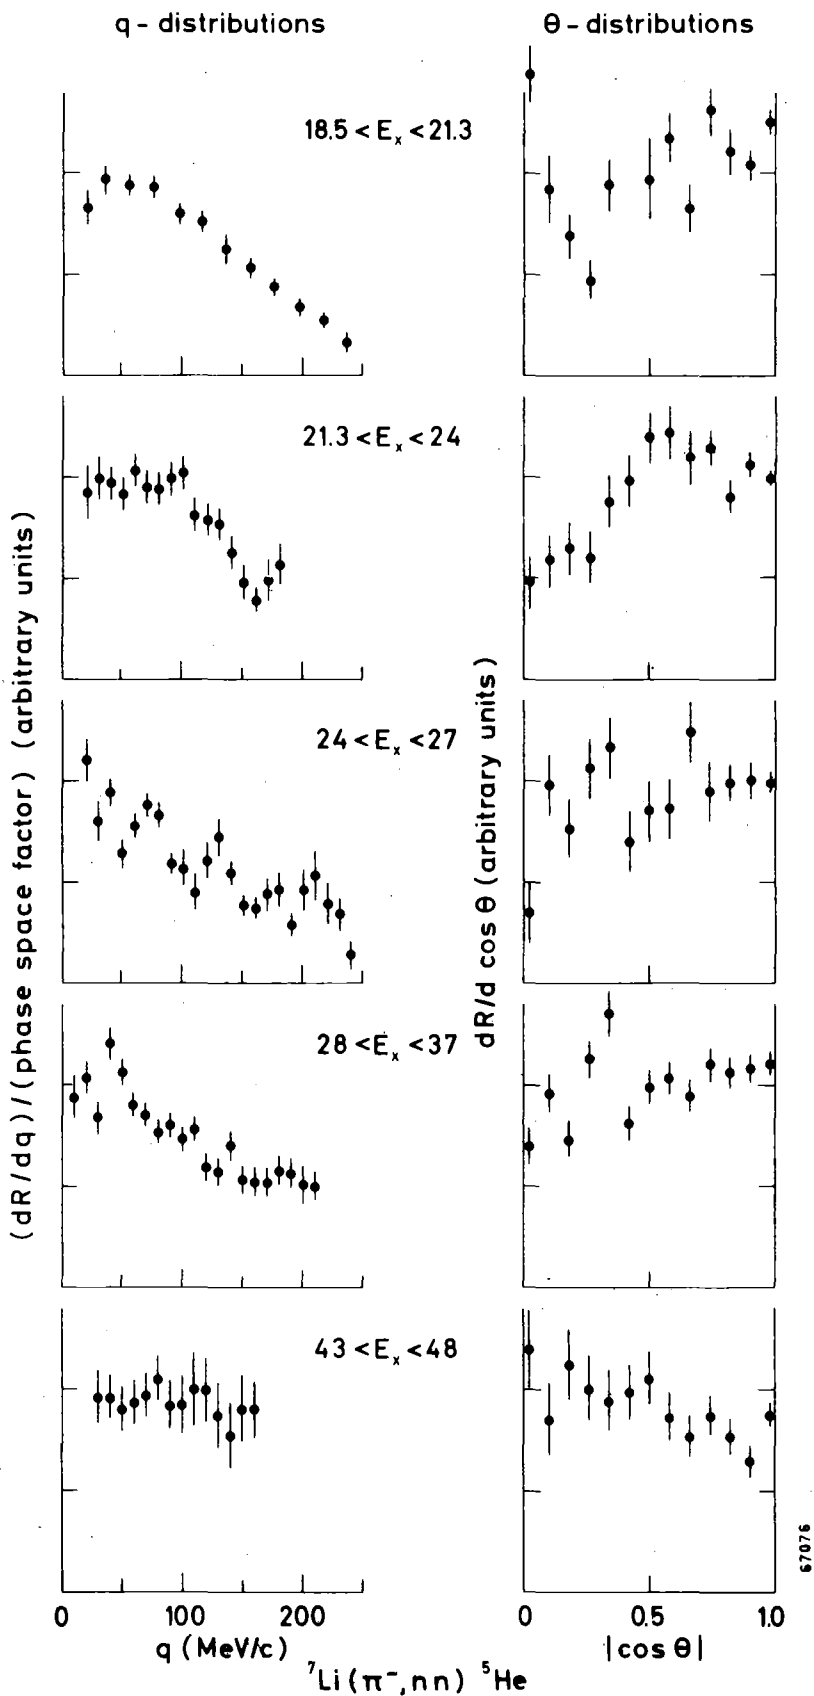 q - distributions
θ - distributions
18.5 < Eₓ < 21.3
21.3 < Eₓ < 24
24 < Eₓ < 27
28 < Eₓ < 37
43 < Eₓ < 48
(dR/dq)/(phase space factor) (arbitrary units)
dR/d cos θ (arbitrary units)
0 100 200
q (MeV/c)
0 0.5 1.0
|cos θ|
⁷Li(π⁻,nn) ⁵He
67076